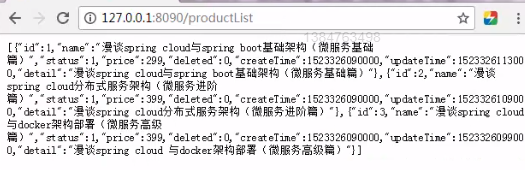 127.0.0.1:8090/productList
1384763498
[{"id":1,"name":"漫谈spring cloud与spring boot基础架构（微服务基础
篇）","status":1,"price":299,"deleted":0,"createTime":1523326090000,"updateTime":152332611300
0,"detail":"漫谈spring cloud与spring boot基础架构（微服务基础篇）"},{"id":2,"name":"漫谈
spring cloud分布式服务架构（微服务进阶
篇）","status":1,"price":399,"deleted":0,"createTime":1523326090000,"updateTime":152332610900
0,"detail":"漫谈spring cloud分布式服务架构（微服务进阶篇）"},{"id":3,"name":"漫谈spring cloud
与docker架构部署（微服务高级
篇）","status":1,"price":399,"deleted":0,"createTime":1523326090000,"updateTime":152332609900
0,"detail":"漫谈spring cloud 与docker架构部署（微服务高级篇）"}]